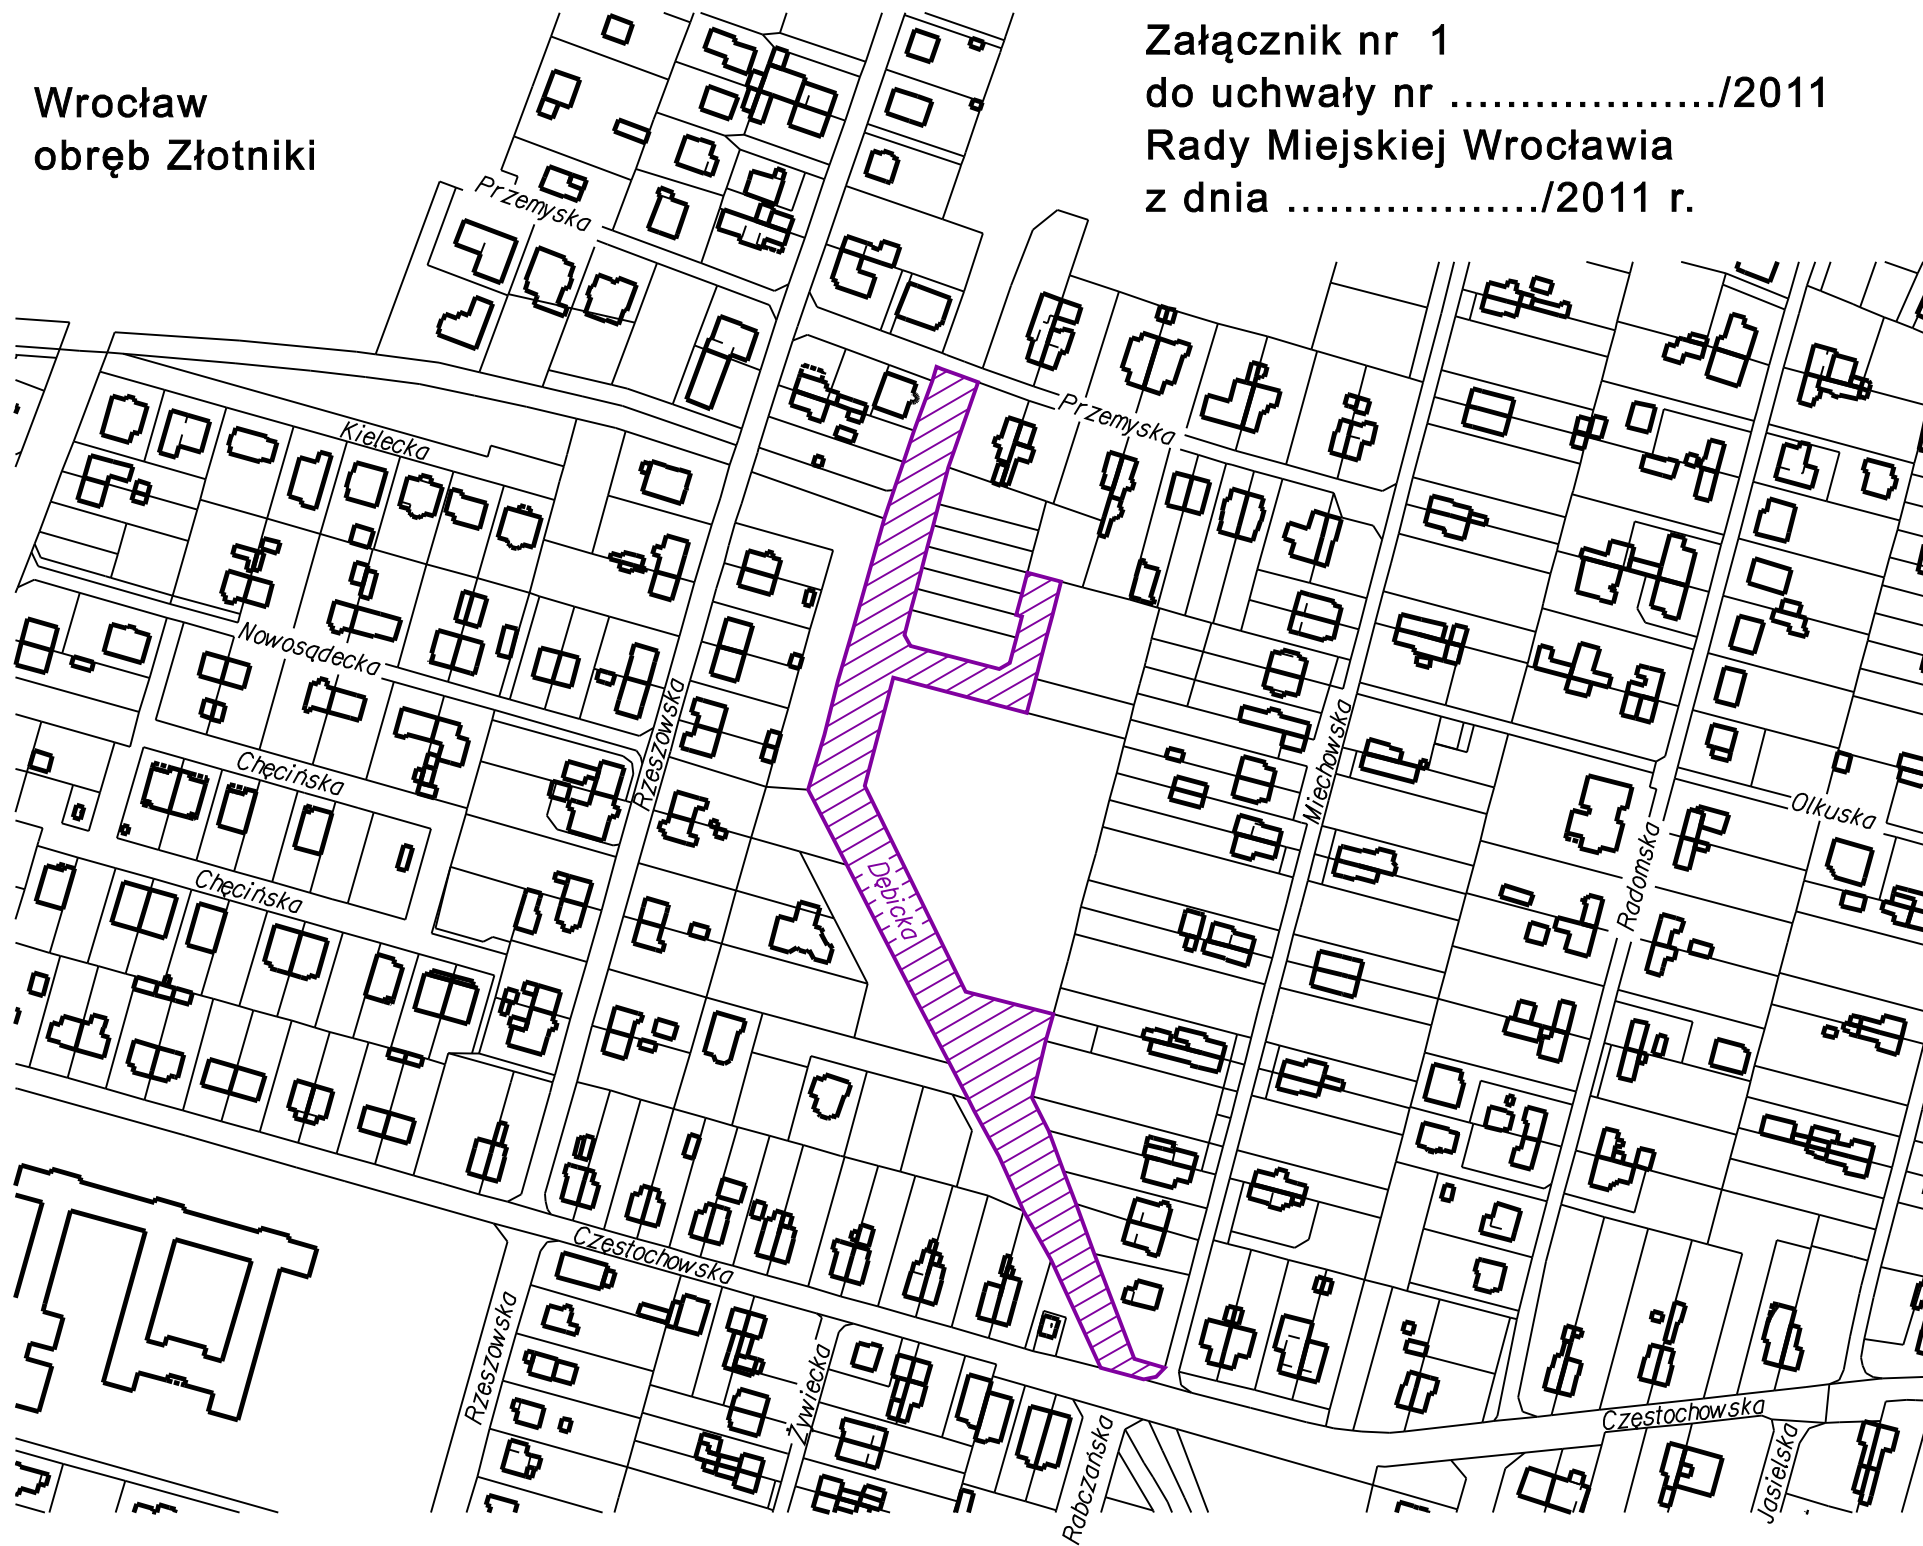 Wrocław
obręb Złotniki
Załącznik nr 1
do uchwały nr .................../2011
Rady Miejskiej Wrocławia
z dnia ................../2011 r.
Przemyska
Przemyska
Kielecka
Nowosądecka
Rzeszowska
Miechowska
Chęcińska
Olkuska
Radomska
Chęcińska
Dębicka
Częstochowska
Rzeszowska
Żywiecka
Częstochowska
Rabczańska
Jasielska